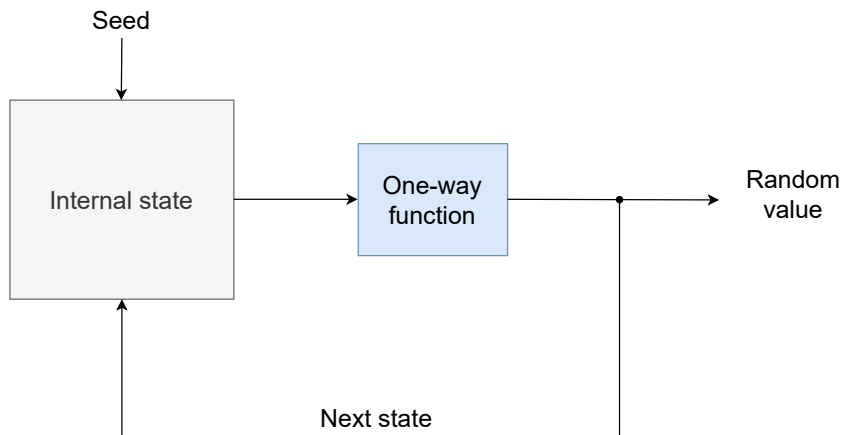 Seed
Internal state
One-way
function
Random
value
Next state